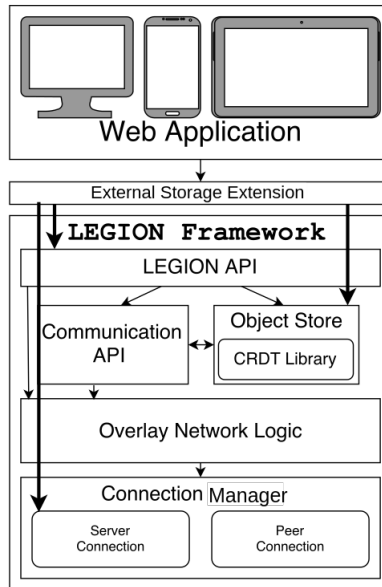 Web Application
External Storage Extension
LEGION Framework
LEGION API
Communication
API
Object Store
CRDT Library
Overlay Network Logic
Connection Manager
Server
Connection
Peer
Connection